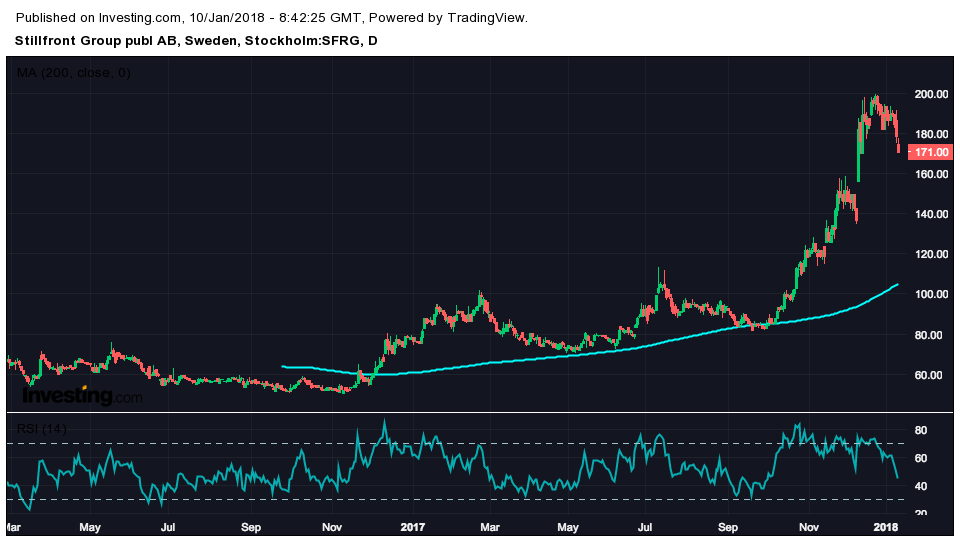 Published on Investing.com, 10/Jan/2018 - 8:42:25 GMT, Powered by TradingView.
Stillfront Group publ AB, Sweden, Stockholm:SFRG, D
MA (200, close, 0)
200.00
180.00
171.00
160.00
140.00
120.00
100.00
80.00
60.00
Investing.com
RSI (14)
80
60
40
20
Mar May Jul Sep Nov 2017 Mar May Jul Sep Nov 2018